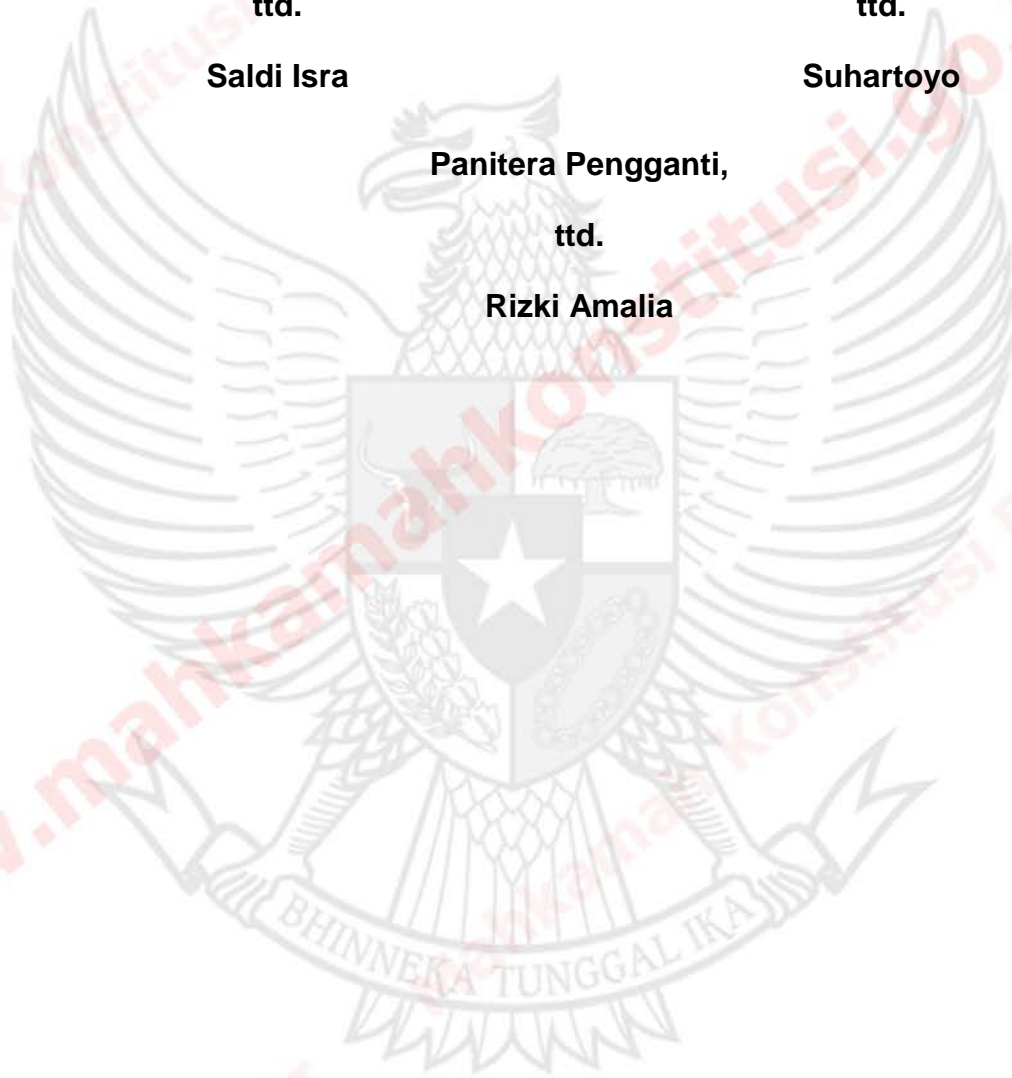 ttd. ttd.
Saldi Isra Suhartoyo
Panitera Pengganti,
ttd.
Rizki Amalia
BHINNEKA TUNGGAL IKA